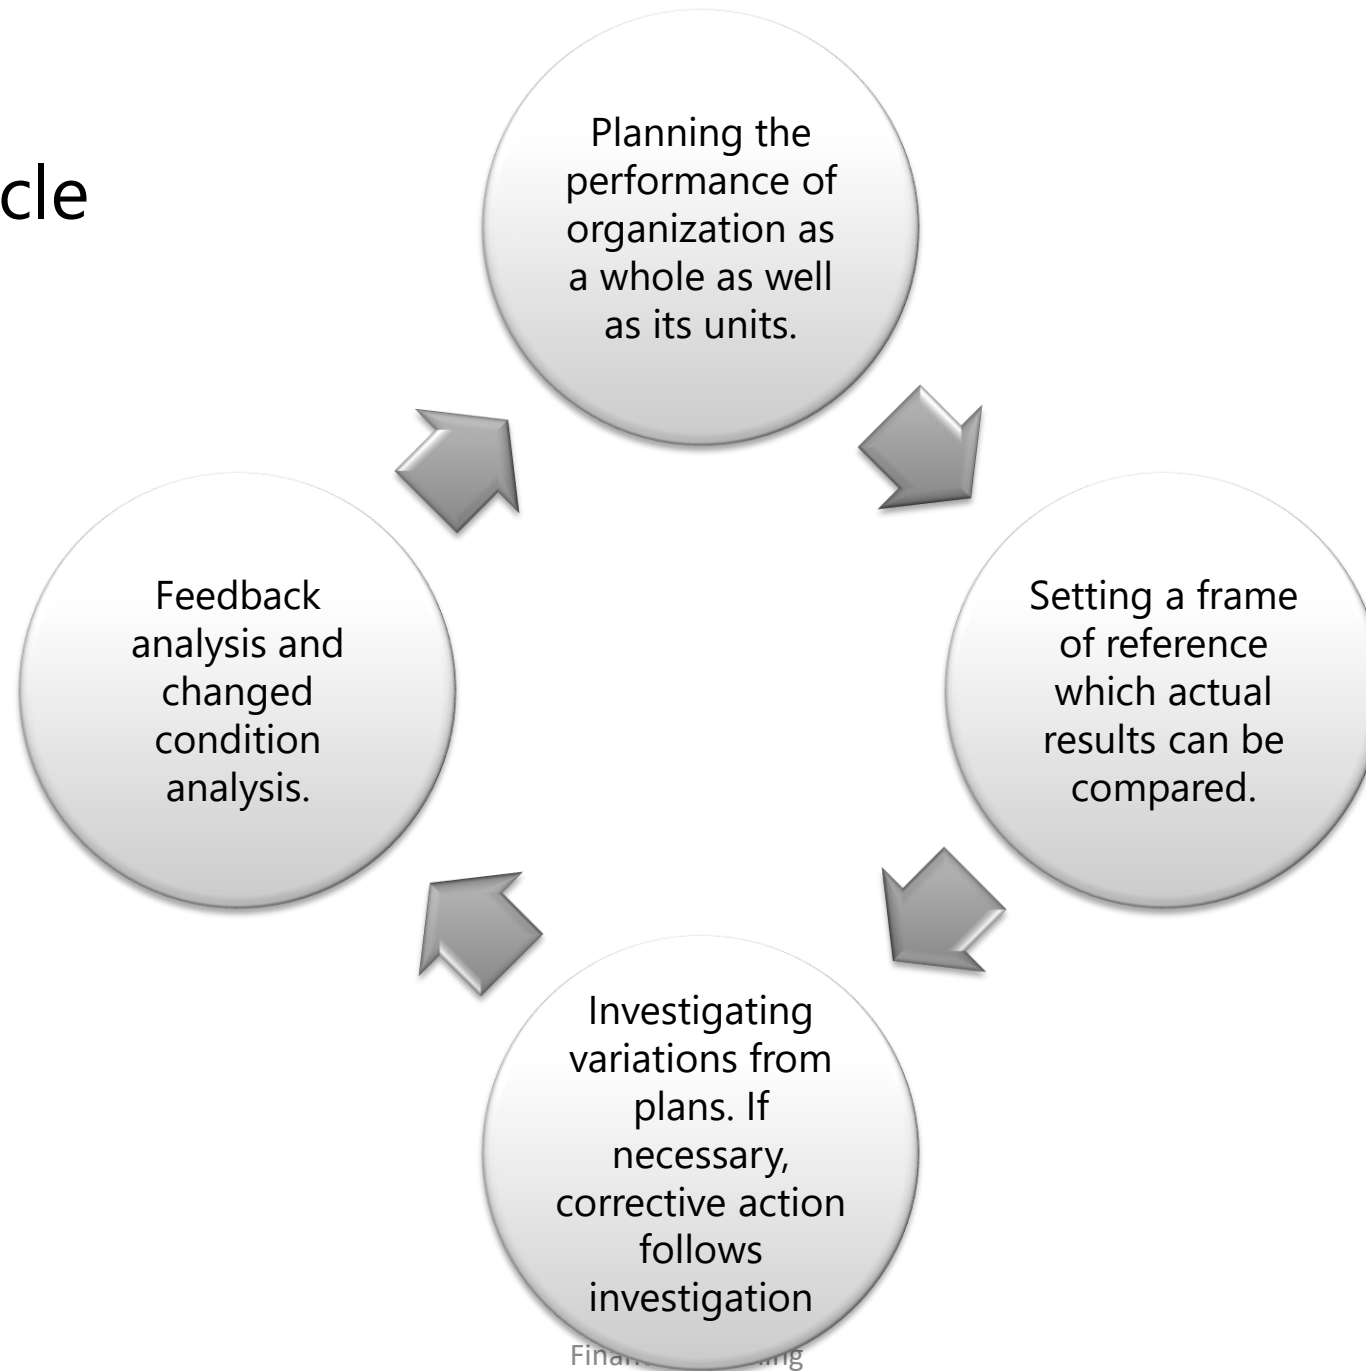 cle
Planning the
performance of
organization as
a whole as well
as its units.
Setting a frame
of reference
which actual
results can be
compared.
Investigating
variations from
plans. If
necessary,
corrective action
follows
investigation
Feedback
analysis and
changed
condition
analysis.